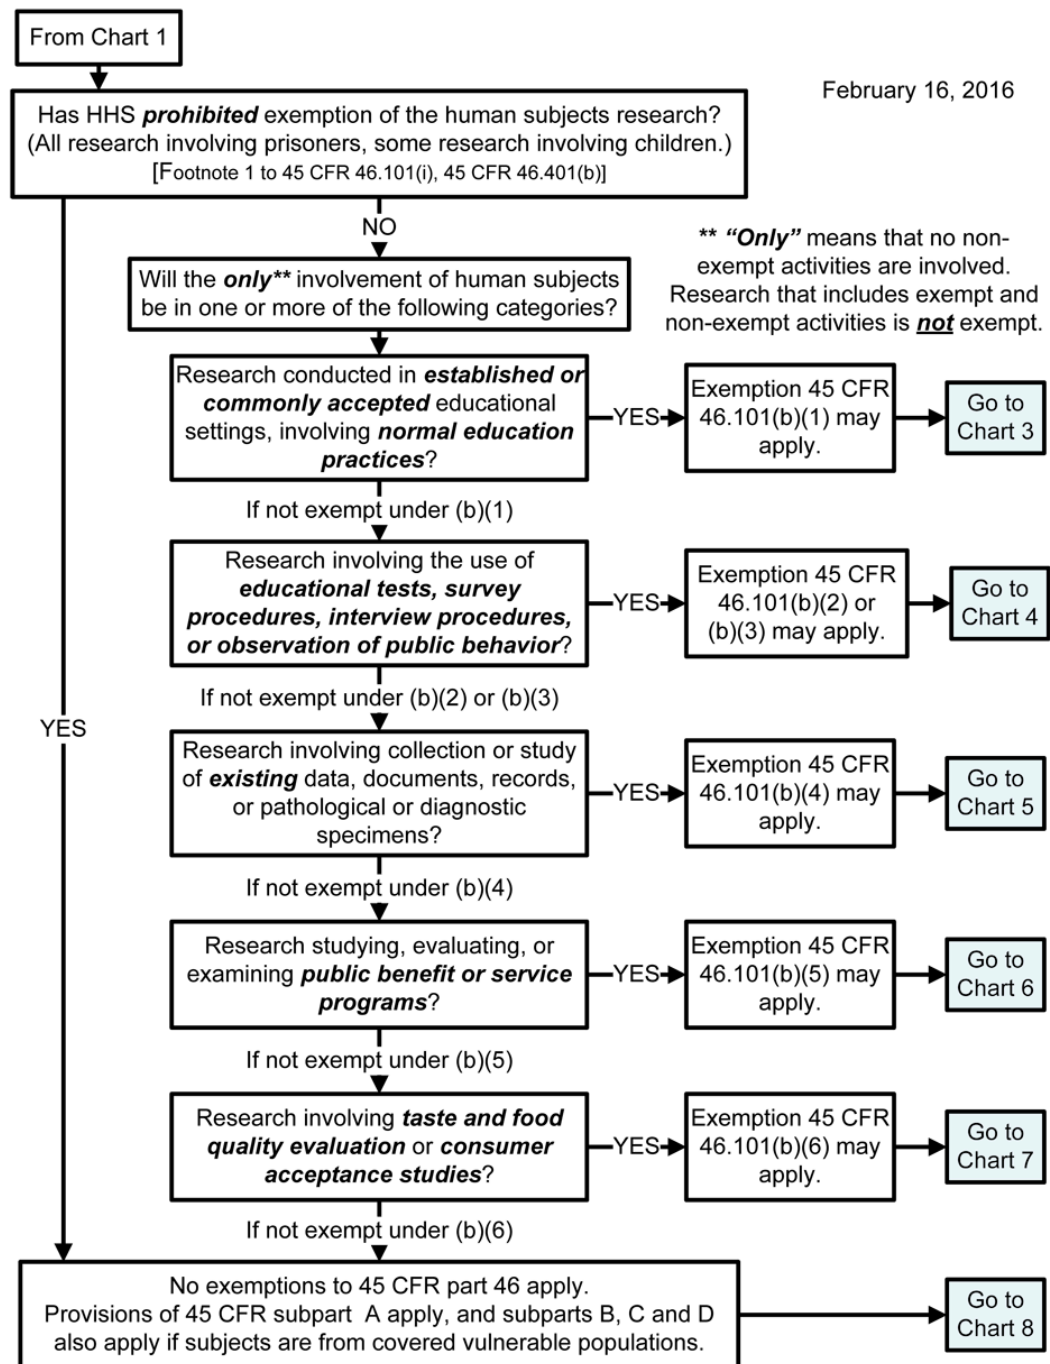 From Chart 1
February 16, 2016
Has HHS prohibited exemption of the human subjects research?
(All research involving prisoners, some research involving children.)
[Footnote 1 to 45 CFR 46.101(i), 45 CFR 46.401(b)]
NO
** “Only” means that no non-
exempt activities are involved.
Research that includes exempt and
non-exempt activities is not exempt.
Will the only** involvement of human subjects
be in one or more of the following categories?
Research conducted in established or
commonly accepted educational
settings, involving normal education
practices?
YES
Exemption 45 CFR
46.101(b)(1) may
apply.
Go to
Chart 3
If not exempt under (b)(1)
Research involving the use of
educational tests, survey
procedures, interview procedures,
or observation of public behavior?
YES
Exemption 45 CFR
46.101(b)(2) or
(b)(3) may apply.
Go to
Chart 4
If not exempt under (b)(2) or (b)(3)
YES
Research involving collection or study
of existing data, documents, records,
or pathological or diagnostic
specimens?
YES
Exemption 45 CFR
46.101(b)(4) may
apply.
Go to
Chart 5
If not exempt under (b)(4)
Research studying, evaluating, or
examining public benefit or service
programs?
YES
Exemption 45 CFR
46.101(b)(5) may
apply.
Go to
Chart 6
If not exempt under (b)(5)
Research involving taste and food
quality evaluation or consumer
acceptance studies?
YES
Exemption 45 CFR
46.101(b)(6) may
apply.
Go to
Chart 7
If not exempt under (b)(6)
No exemptions to 45 CFR part 46 apply.
Provisions of 45 CFR subpart A apply, and subparts B, C and D
also apply if subjects are from covered vulnerable populations.
Go to
Chart 8